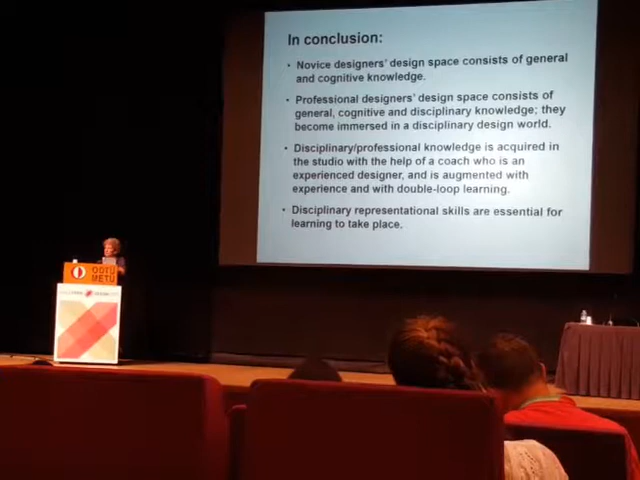 In conclusion:
• Novice designers' design space consists of general
and cognitive knowledge.
• Professional designers' design space consists of
general, cognitive and disciplinary knowledge; they
become immersed in a disciplinary design world.
• Disciplinary/professional knowledge is acquired in
the studio with the help of a coach who is an
experienced designer, and is augmented with
experience and with double-loop learning.
• Disciplinary representational skills are essential for
learning to take place.
ODTÜ
METU